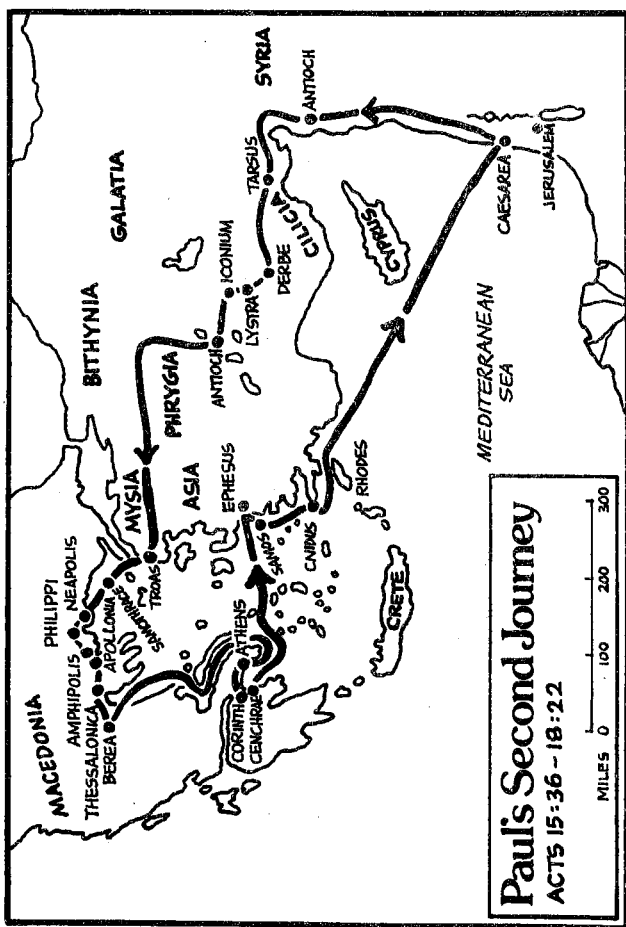 MACEDONIA
PHILIPPI
NEAPOLIS
AMPHIPOLIS
APOLLONIA
THESSALONICA
BEREA
SAMOTHRACE
TROAS
MYSIA
BITHYNIA
GALATIA
PHRYGIA
ASIA
ANTIOCH
ICONIUM
LYSTRA
DERBE
CILICIA
TARSUS
SYRIA
ANTIOCH
EPHESUS
SAMOS
CNIDUS
RHODES
ATHENS
CORINTH
CENCHRAE
CRETE
CYPRUS
MEDITERRANEAN
SEA
CAESAREA
JERUSALEM
Paul's Second Journey
ACTS 15:36-18:22
MILES 0 100 200 300